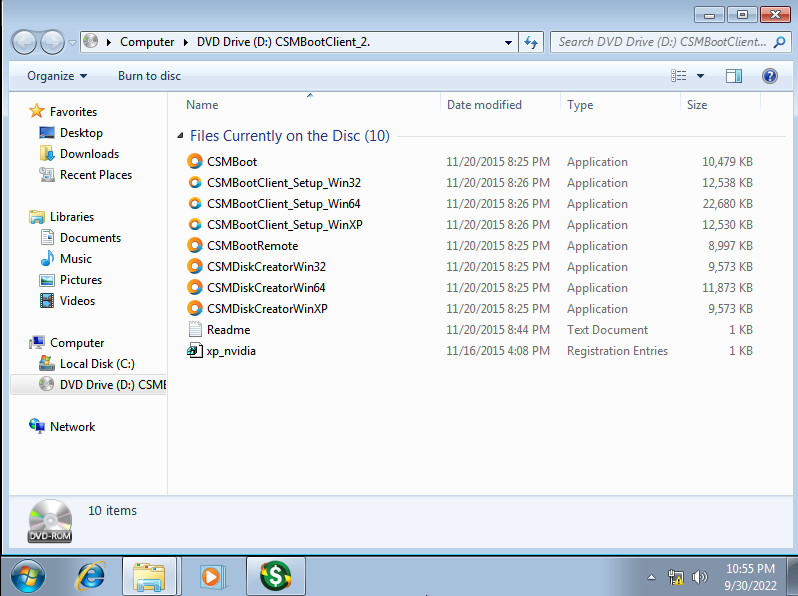 Computer ▸ DVD Drive (D:) CSMBootClient_2.
Search DVD Drive (D:) CSMBootClient...
Organize
Burn to disc
Name Date modified Type Size
Favorites
Desktop
Downloads
Recent Places
Libraries
Documents
Music
Pictures
Videos
Computer
Local Disk (C:)
DVD Drive (D:) CSME
Network
Files Currently on the Disc (10)
CSMBoot 11/20/2015 8:25 PM Application 10,479 KB
CSMBootClient_Setup_Win32 11/20/2015 8:26 PM Application 12,538 KB
CSMBootClient_Setup_Win64 11/20/2015 8:26 PM Application 22,680 KB
CSMBootClient_Setup_WinXP 11/20/2015 8:26 PM Application 12,530 KB
CSMBootRemote 11/20/2015 8:25 PM Application 8,997 KB
CSMDiskCreatorWin32 11/20/2015 8:25 PM Application 9,573 KB
CSMDiskCreatorWin64 11/20/2015 8:25 PM Application 11,873 KB
CSMDiskCreatorWinXP 11/20/2015 8:25 PM Application 9,573 KB
Readme 11/20/2015 8:44 PM Text Document 1 KB
xp_nvidia 11/16/2015 4:08 PM Registration Entries 1 KB
10 items
DVD-ROM
10:55 PM
9/30/2022